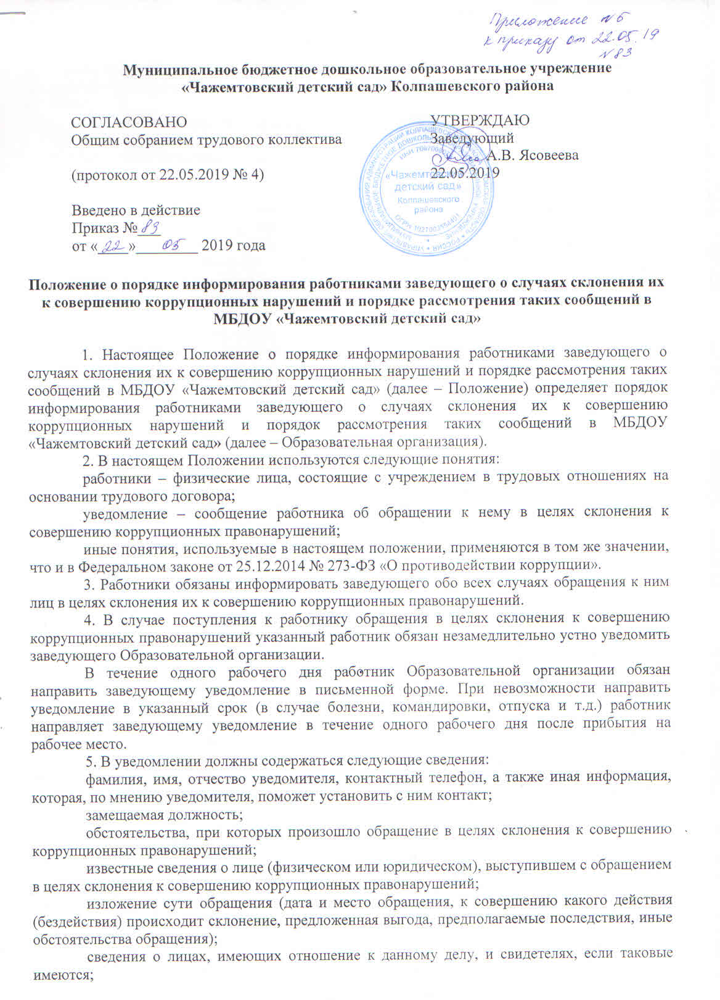 Приложение №5
к приказу от 22.05.19
№83
Муниципальное бюджетное дошкольное образовательное учреждение
«Чажемтовский детский сад» Колпашевского района
СОГЛАСОВАНО
Общим собранием трудового коллектива
(протокол от 22.05.2019 № 4)
Введено в действие
Приказ № 83
от « 22 » 05 2019 года
УТВЕРЖДАЮ
Заведующий
А.В. Ясовеева
22.05.2019
«Чажемтовский
детский сад»
Колпашевского
района
Положение о порядке информирования работниками заведующего о случаях склонения их
к совершению коррупционных нарушений и порядке рассмотрения таких сообщений в
МБДОУ «Чажемтовский детский сад»
1. Настоящее Положение о порядке информирования работниками заведующего о
случаях склонения их к совершению коррупционных нарушений и порядке рассмотрения таких
сообщений в МБДОУ «Чажемтовский детский сад» (далее – Положение) определяет порядок
информирования работниками заведующего о случаях склонения их к совершению
коррупционных нарушений и порядок рассмотрения таких сообщений в МБДОУ
«Чажемтовский детский сад» (далее – Образовательная организация).
2. В настоящем Положении используются следующие понятия:
работники – физические лица, состоящие с учреждением в трудовых отношениях на
основании трудового договора;
уведомление – сообщение работника об обращении к нему в целях склонения к
совершению коррупционных правонарушений;
иные понятия, используемые в настоящем положении, применяются в том же значении,
что и в Федеральном законе от 25.12.2014 № 273-ФЗ «О противодействии коррупции».
3. Работники обязаны информировать заведующего обо всех случаях обращения к ним
лиц в целях склонения их к совершению коррупционных правонарушений.
4. В случае поступления к работнику обращения в целях склонения к совершению
коррупционных правонарушений указанный работник обязан незамедлительно устно уведомить
заведующего Образовательной организации.
В течение одного рабочего дня работник Образовательной организации обязан
направить заведующему уведомление в письменной форме. При невозможности направить
уведомление в указанный срок (в случае болезни, командировки, отпуска и т.д.) работник
направляет заведующему уведомление в течение одного рабочего дня после прибытия на
рабочее место.
5. В уведомлении должны содержаться следующие сведения:
фамилия, имя, отчество уведомителя, контактный телефон, а также иная информация,
которая, по мнению уведомителя, поможет установить с ним контакт;
замещаемая должность;
обстоятельства, при которых произошло обращение в целях склонения к совершению
коррупционных правонарушений;
известные сведения о лице (физическом или юридическом), выступившем с обращением
в целях склонения к совершению коррупционных правонарушений;
изложение сути обращения (дата и место обращения, к совершению какого действия
(бездействия) происходит склонение, предложенная выгода, предполагаемые последствия, иные
обстоятельства обращения);
сведения о лицах, имеющих отношение к данному делу, и свидетелях, если таковые
имеются;